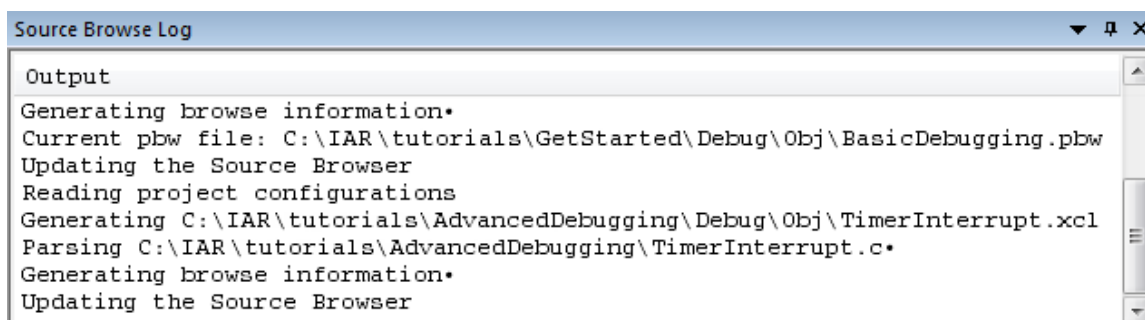 Source Browse Log
Output
Generating browse information•
Current pbw file: C:\IAR\tutorials\GetStarted\Debug\Obj\BasicDebugging.pbw
Updating the Source Browser
Reading project configurations
Generating C:\IAR\tutorials\AdvancedDebugging\Debug\Obj\TimerInterrupt.xcl
Parsing C:\IAR\tutorials\AdvancedDebugging\TimerInterrupt.c•
Generating browse information•
Updating the Source Browser